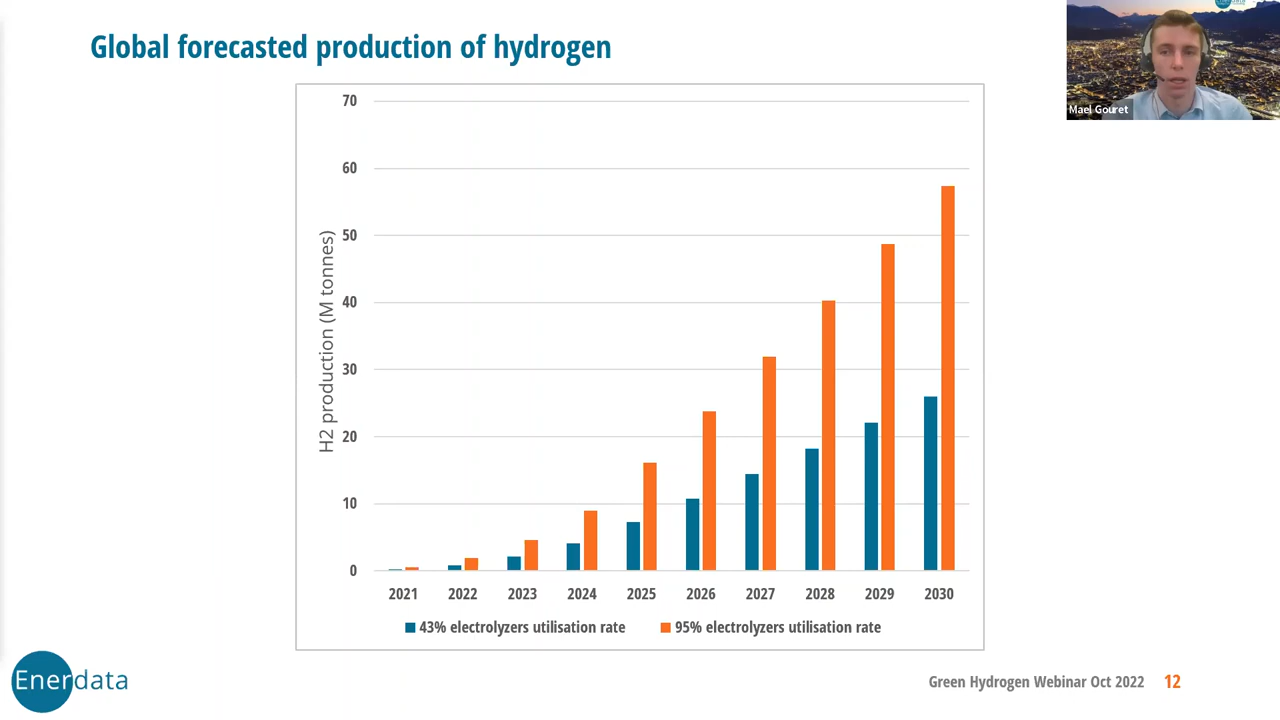 Global forecasted production of hydrogen
Enerdata
Mael Gouret
H2 production (M tonnes)
70
60
50
40
30
20
10
0
2021 2022 2023 2024 2025 2026 2027 2028 2029 2030
43% electrolyzers utilisation rate 95% electrolyzers utilisation rate
Enerdata
Green Hydrogen Webinar Oct 2022 12